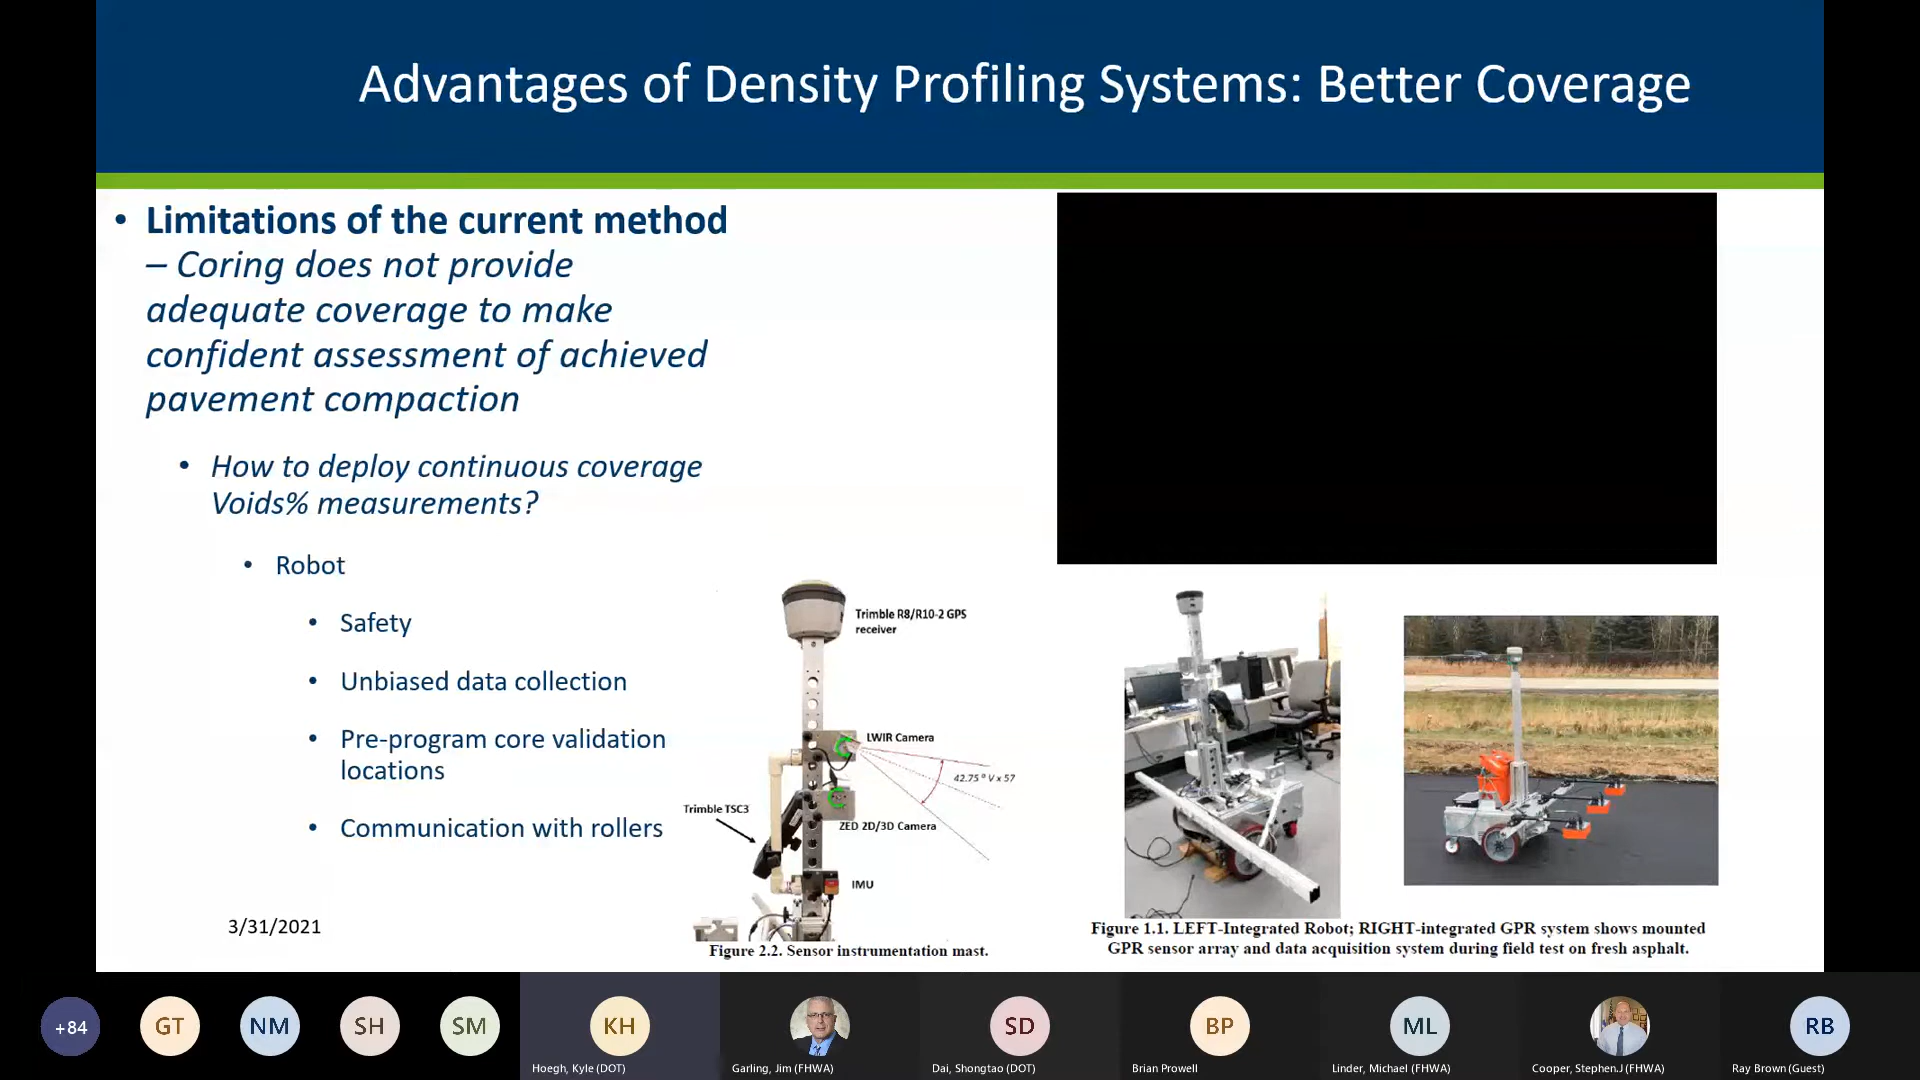 Advantages of Density Profiling Systems: Better Coverage
• Limitations of the current method
– Coring does not provide
adequate coverage to make
confident assessment of achieved
pavement compaction
• How to deploy continuous coverage
Voids% measurements?
• Robot
• Safety
• Unbiased data collection
• Pre-program core validation
locations
• Communication with rollers
3/31/2021
Trimble R8/R10-2 GPS
receiver
LWIR Camera
42.75 ° V x 57
Trimble TSC3
ZED 2D/3D Camera
IMU
Figure 2.2. Sensor instrumentation mast.
Figure 1.1. LEFT-Integrated Robot; RIGHT-integrated GPR system shows mounted
GPR sensor array and data acquisition system during field test on fresh asphalt.
+84
GT
NM
SH
SM
KH
SD
BP
ML
RB
Hoegh, Kyle (DOT)
Garling, Jim (FHWA)
Dai, Shongtao (DOT)
Brian Prowell
Linder, Michael (FHWA)
Cooper, Stephen.J (FHWA)
Ray Brown (Guest)